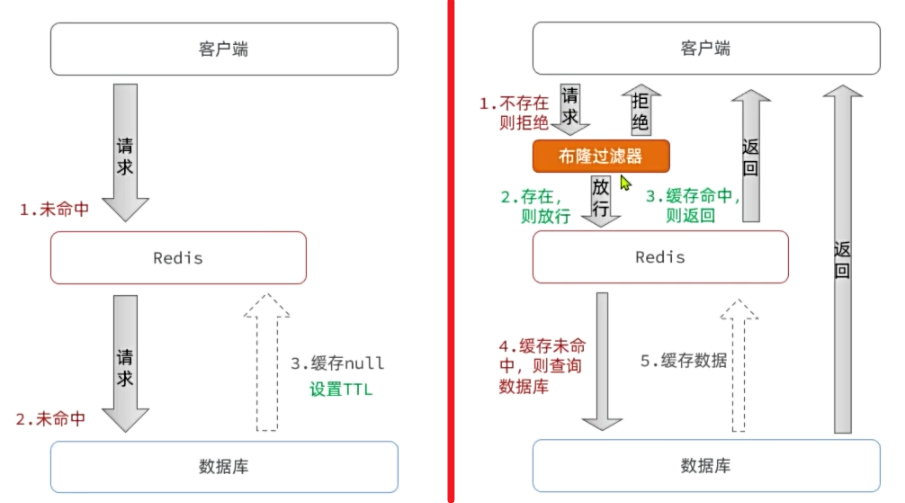 客户端
请求
1.未命中
Redis
请求
2.未命中
3.缓存null
设置TTL
数据库
客户端
1.不存在
则拒绝
请求
拒绝
布隆过滤器
2.存在，
则放行
放行
3.缓存命中，
则返回
返回
Redis
返回
4.缓存未命
中，则查询
数据库
5.缓存数据
数据库